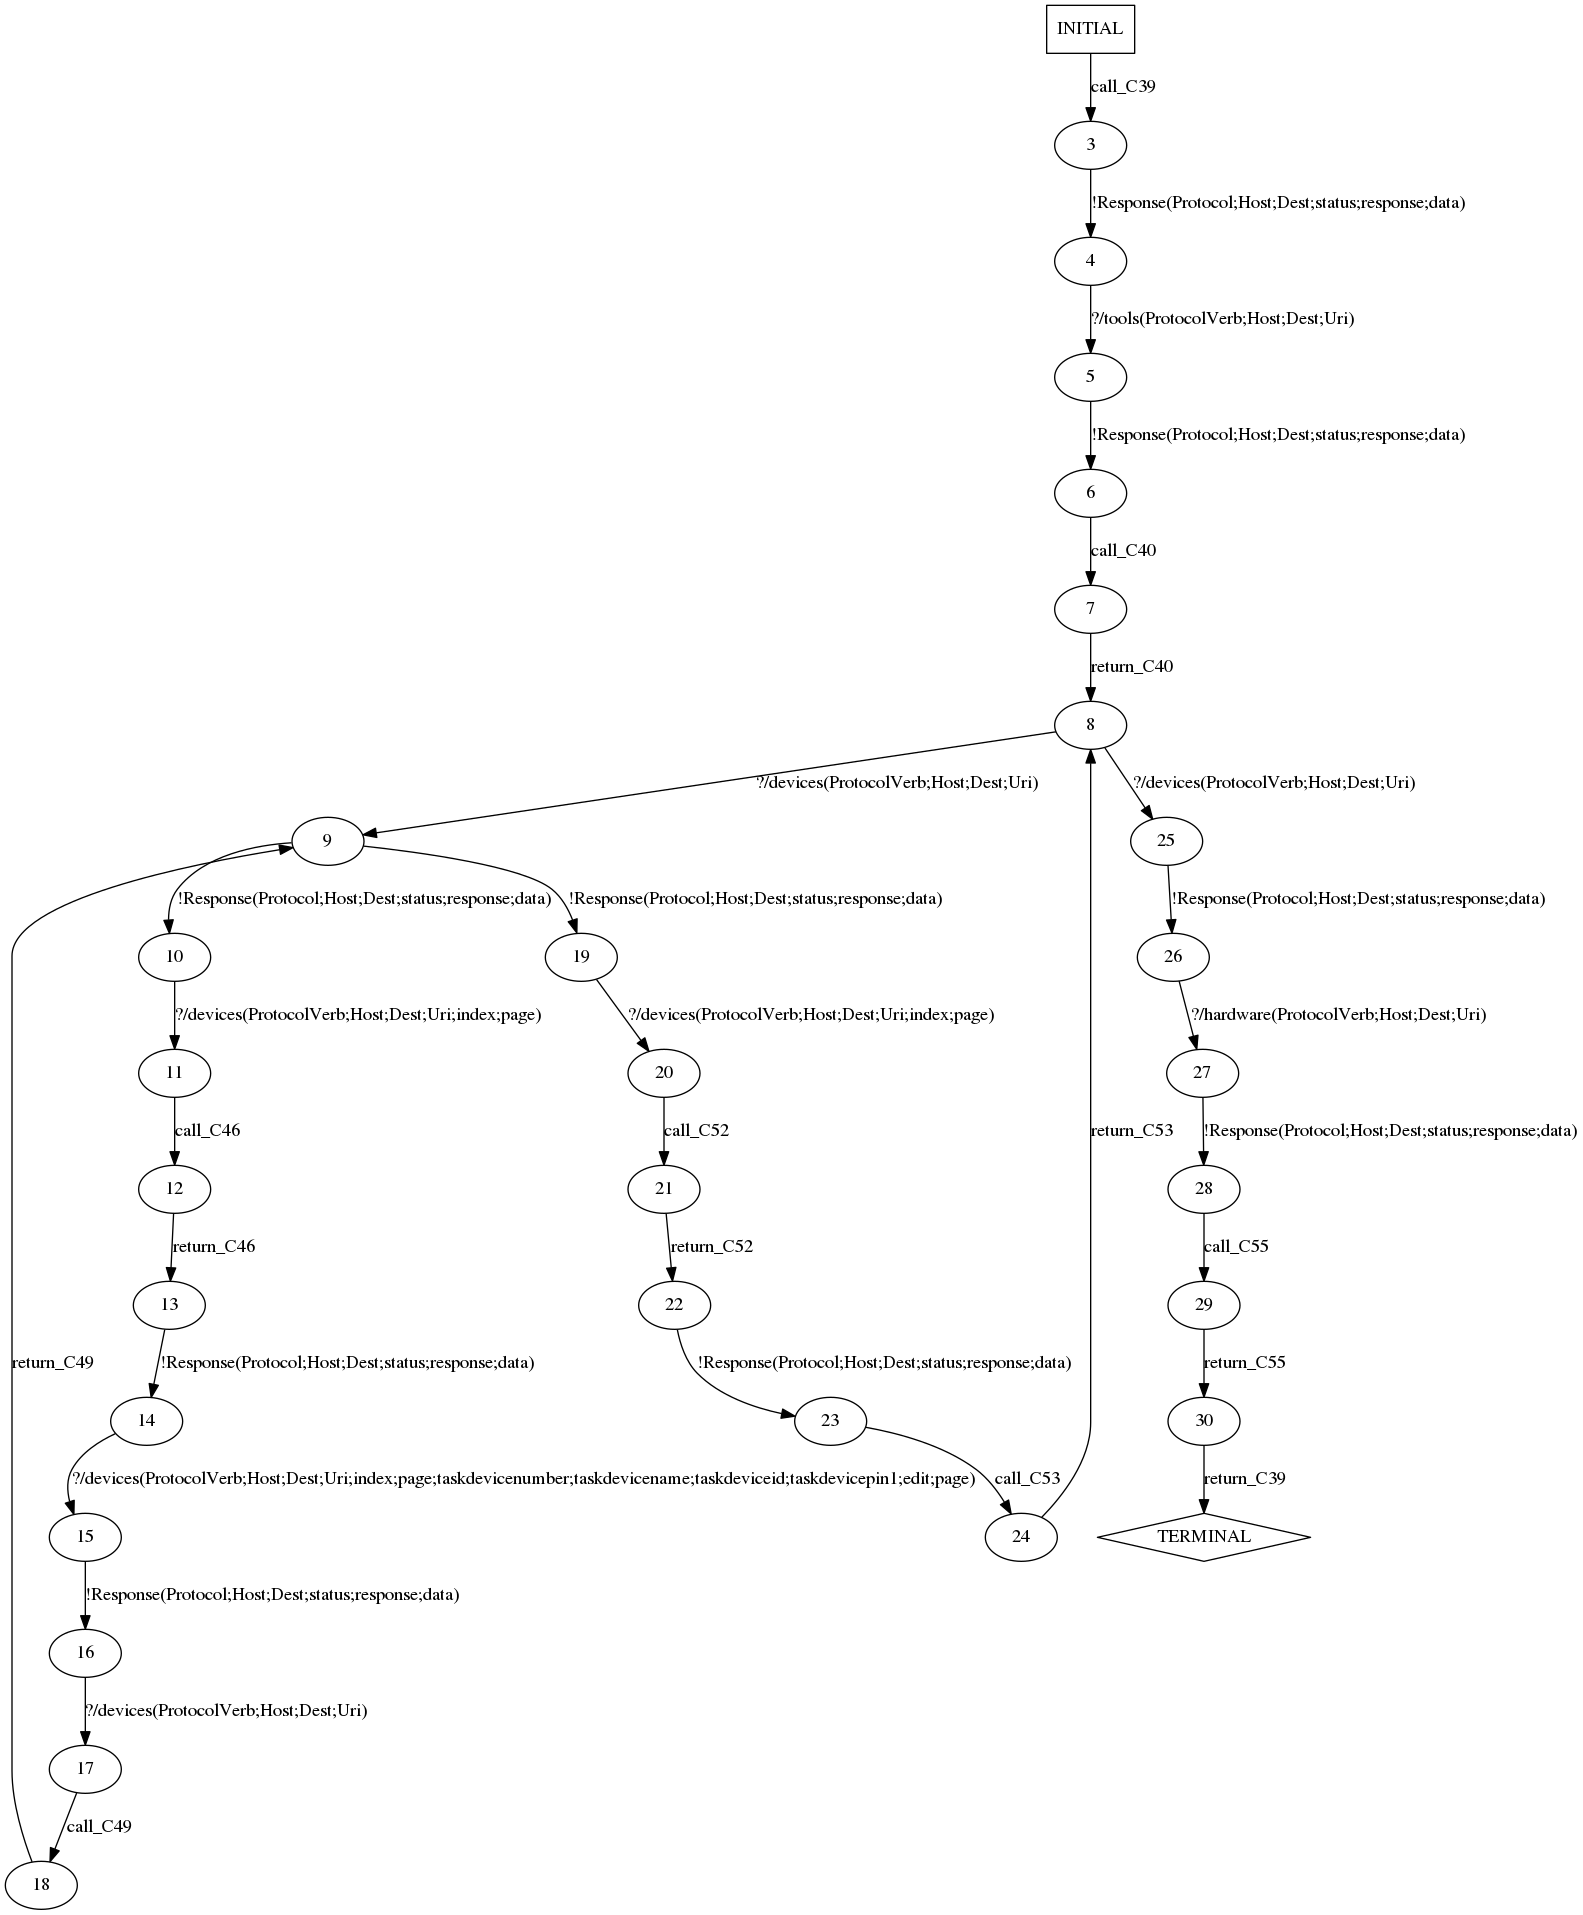 INITIAL
call_C39
3
!Response(Protocol;Host;Dest;status;response;data)
4
?/tools(ProtocolVerb;Host;Dest;Uri)
5
!Response(Protocol;Host;Dest;status;response;data)
6
call_C40
7
return_C40
8
?/devices(ProtocolVerb;Host;Dest;Uri)
?/devices(ProtocolVerb;Host;Dest;Uri)
9
25
!Response(Protocol;Host;Dest;status;response;data)
!Response(Protocol;Host;Dest;status;response;data)
!Response(Protocol;Host;Dest;status;response;data)
10
19
26
?/devices(ProtocolVerb;Host;Dest;Uri;index;page)
?/devices(ProtocolVerb;Host;Dest;Uri;index;page)
?/hardware(ProtocolVerb;Host;Dest;Uri)
11
20
27
call_C46
call_C52
return_C53
!Response(Protocol;Host;Dest;status;response;data)
12
21
28
return_C46
return_C52
call_C55
13
22
29
return_C49
!Response(Protocol;Host;Dest;status;response;data)
!Response(Protocol;Host;Dest;status;response;data)
return_C55
14
23
30
?/devices(ProtocolVerb;Host;Dest;Uri;index;page;taskdevicenumber;taskdevicename;taskdeviceid;taskdevicepin1;edit;page)
call_C53
return_C39
15
24
TERMINAL
!Response(Protocol;Host;Dest;status;response;data)
16
?/devices(ProtocolVerb;Host;Dest;Uri)
17
call_C49
18